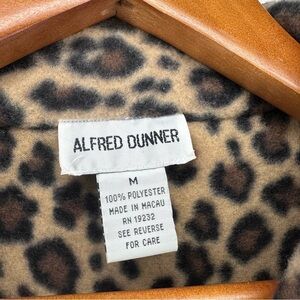 ALFRED DUNNER
M
100% POLYESTER
MADE IN MACAU
RN 19232
SEE REVERSE
FOR CARE